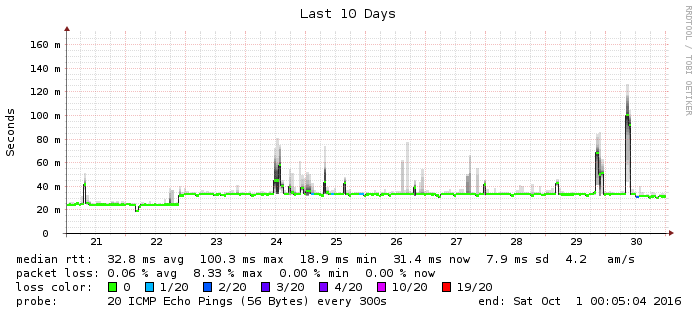 Last 10 Days
RRDTOOL / TOBI OETIKER
Seconds
160 m
140 m
120 m
100 m
80 m
60 m
40 m
20 m
0
21 22 23 24 25 26 27 28 29 30
median rtt: 32.8 ms avg 100.3 ms max 18.9 ms min 31.4 ms now 7.9 ms sd 4.2 am/s
packet loss: 0.06 % avg 8.33 % max 0.00 % min 0.00 % now
loss color: 0 1/20 2/20 3/20 4/20 10/20 19/20
probe: 20 ICMP Echo Pings (56 Bytes) every 300s end: Sat Oct 1 00:05:04 2016